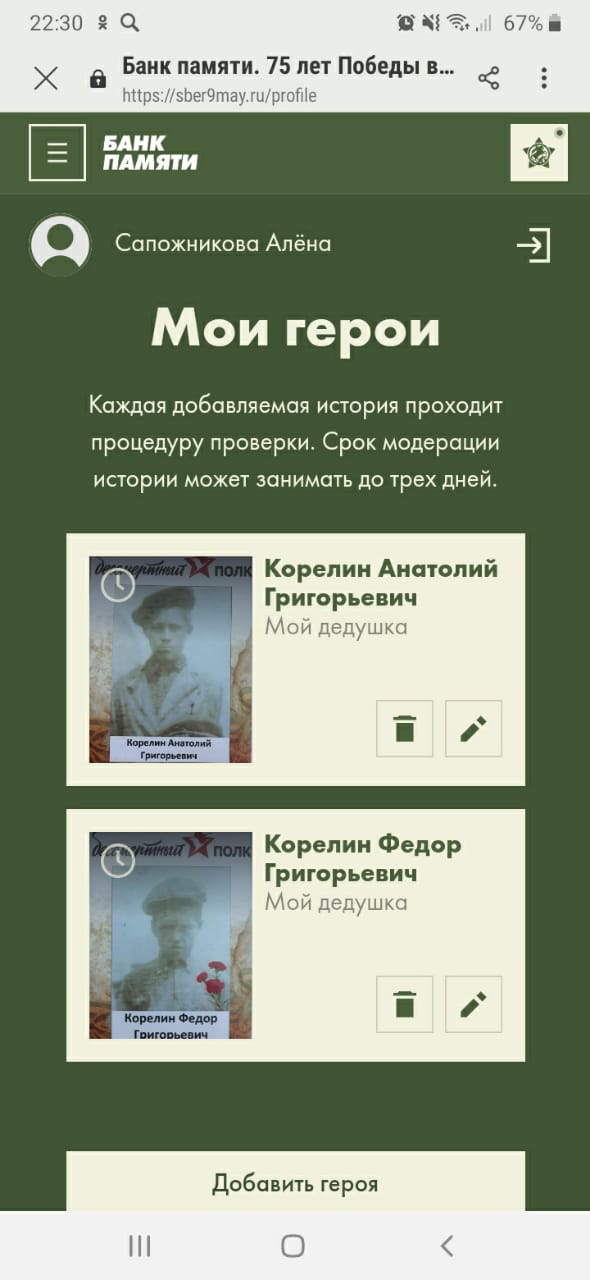 22:30
67%
Банк памяти. 75 лет Победы в...
https://sber9may.ru/profile
БАНК
ПАМЯТИ
Сапожникова Алёна
Мои герои
Каждая добавляемая история проходит
процедуру проверки. Срок модерации
истории может занимать до трех дней.
бессмертный полк
Корелин Анатолий
Григорьевич
Корелин Анатолий
Григорьевич
Мой дедушка
бессмертный полк
Корелин Федор
Григорьевич
Корелин Федор
Григорьевич
Мой дедушка
Добавить героя